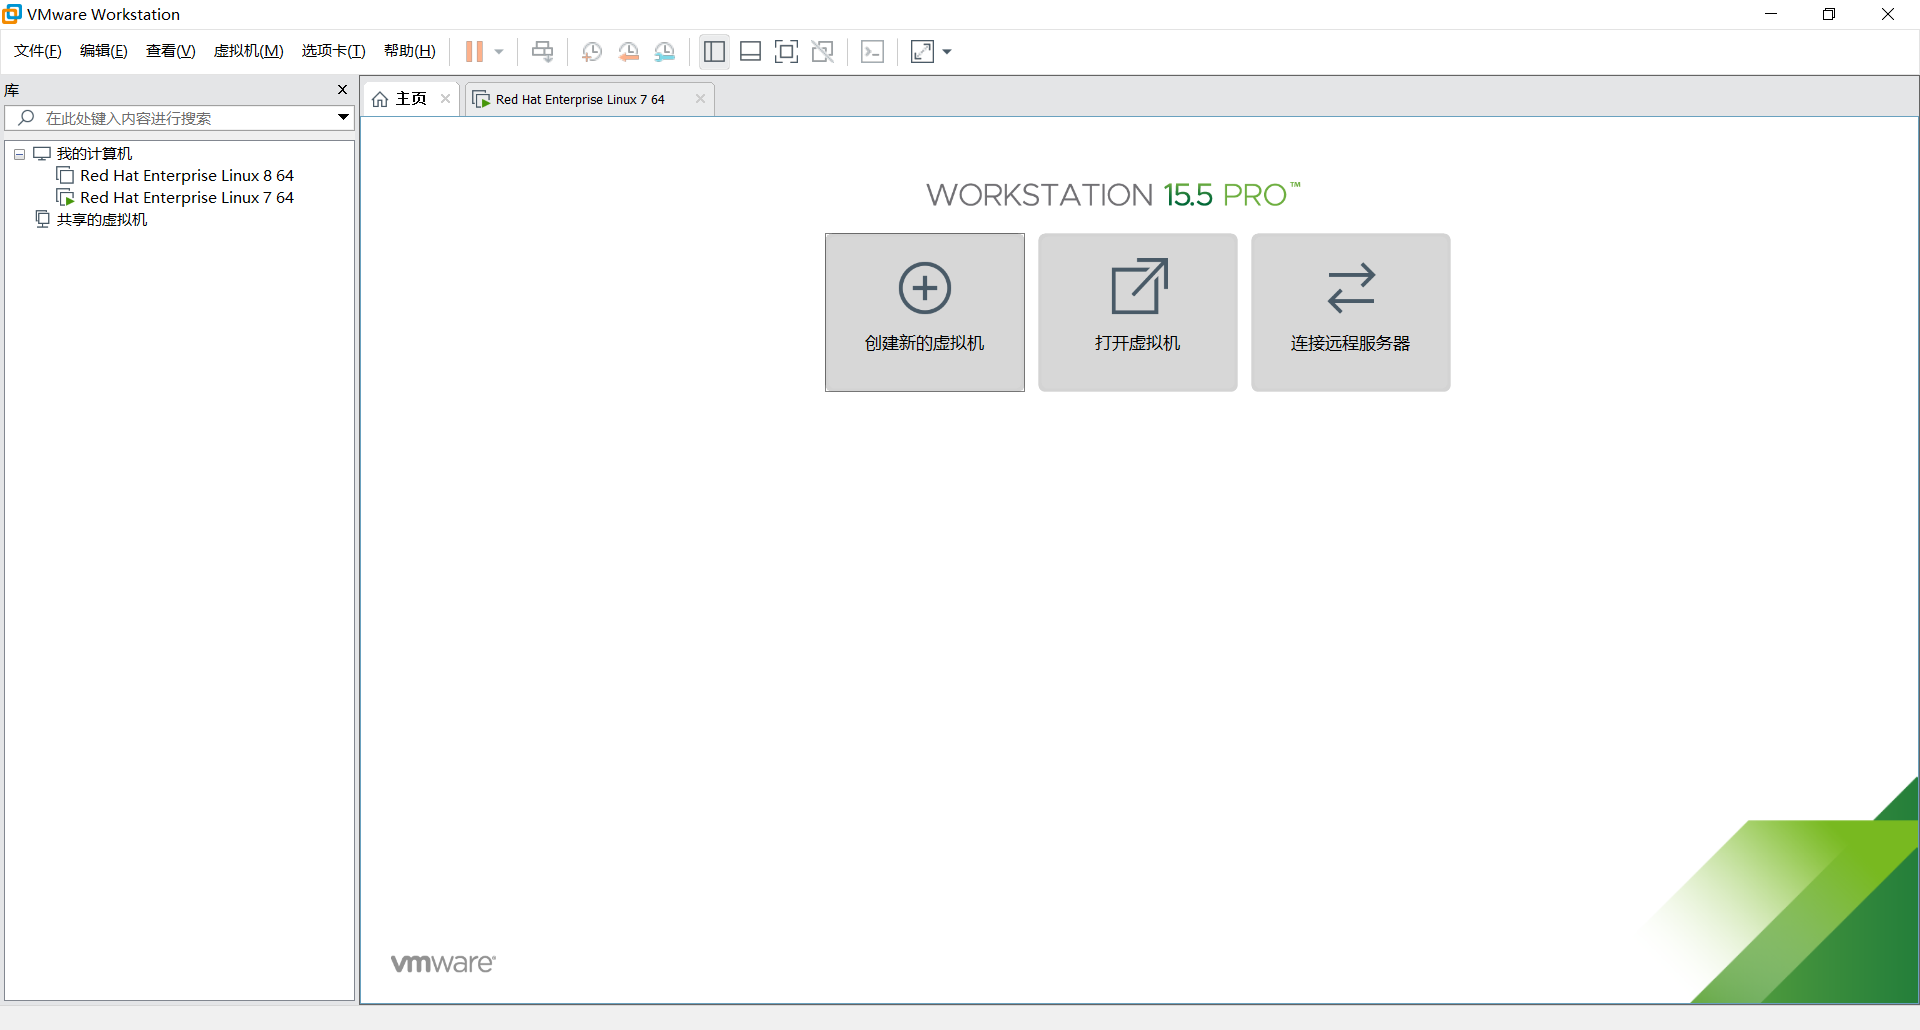 VMware Workstation
文件(F) 编辑(E) 查看(V) 虚拟机(M) 选项卡(T) 帮助(H)
库
在此处键入内容进行搜索
我的计算机
Red Hat Enterprise Linux 8 64
Red Hat Enterprise Linux 7 64
共享的虚拟机
主页 Red Hat Enterprise Linux 7 64
WORKSTATION 15.5 PRO™
创建新的虚拟机 打开虚拟机 连接远程服务器
vmware®